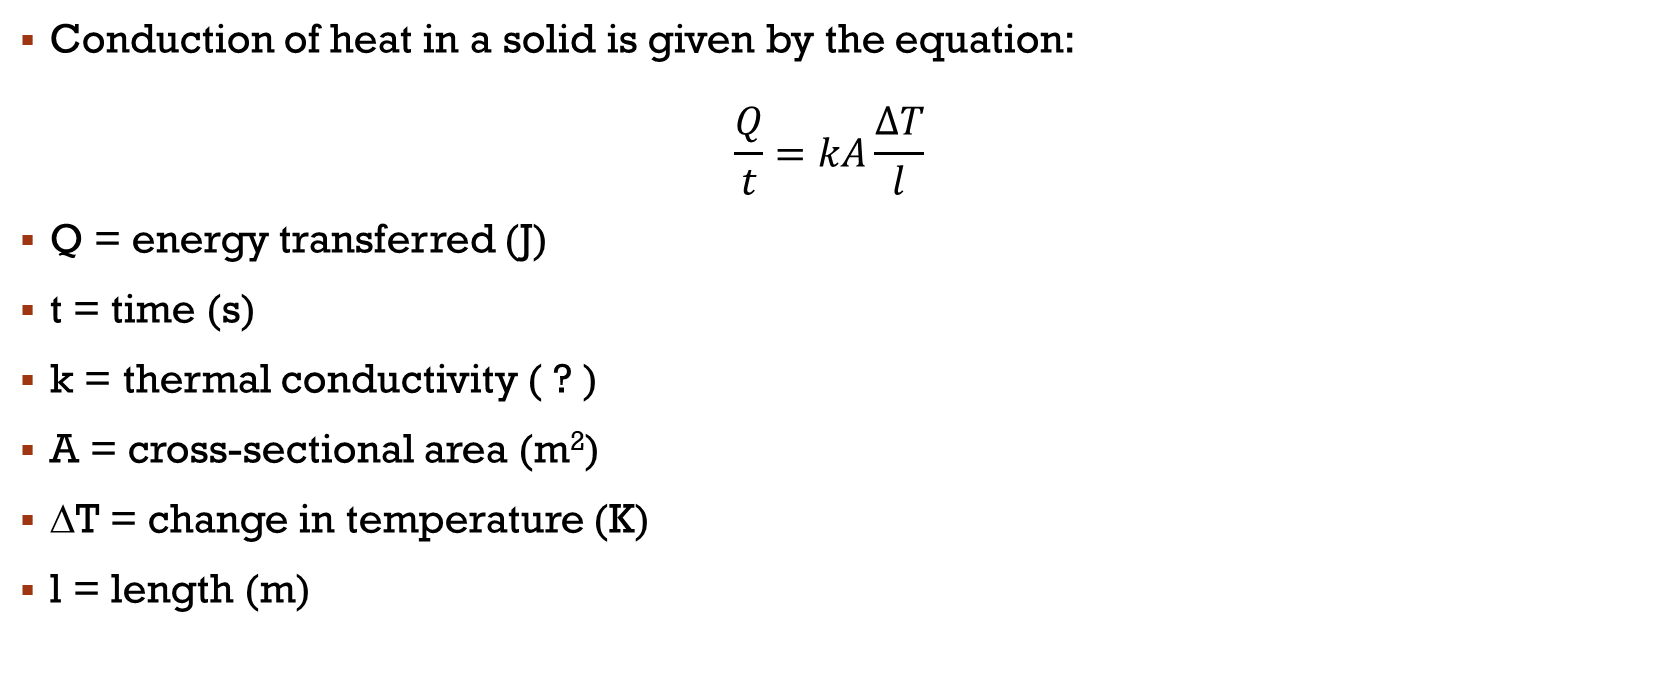 ▪ Conduction of heat in a solid is given by the equation:
Q/t = kA ΔT/l
▪ Q = energy transferred (J)
▪ t = time (s)
▪ k = thermal conductivity ( ? )
▪ A = cross-sectional area (m²)
▪ ΔT = change in temperature (K)
▪ l = length (m)